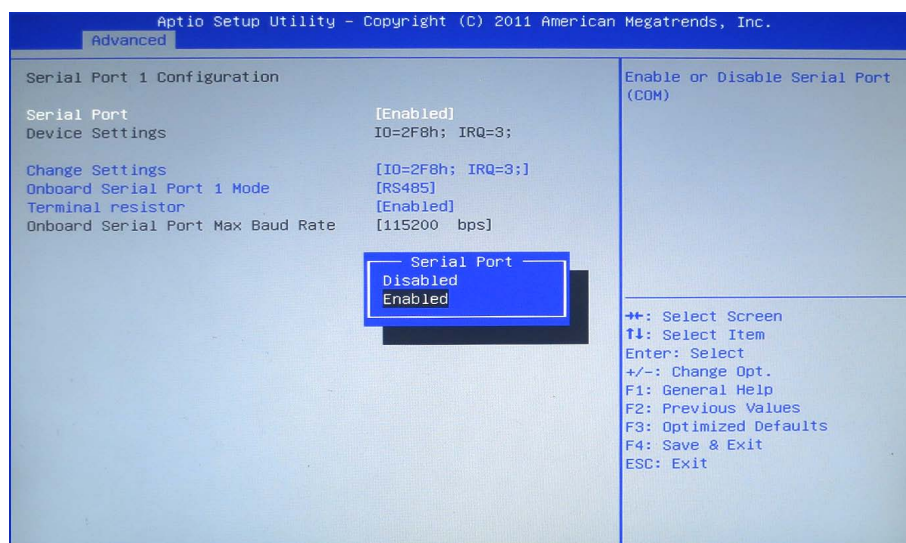 Aptio Setup Utility – Copyright (C) 2011 American Megatrends, Inc.
Advanced
Serial Port 1 Configuration
Serial Port [Enabled]
Device Settings IO=2F8h; IRQ=3;
Change Settings [IO=2F8h; IRQ=3;]
Onboard Serial Port 1 Mode [RS485]
Terminal resistor [Enabled]
Onboard Serial Port Max Baud Rate [115200 bps]
Serial Port
Disabled
Enabled
Enable or Disable Serial Port
(COM)
→←: Select Screen
↑↓: Select Item
Enter: Select
+/-: Change Opt.
F1: General Help
F2: Previous Values
F3: Optimized Defaults
F4: Save & Exit
ESC: Exit